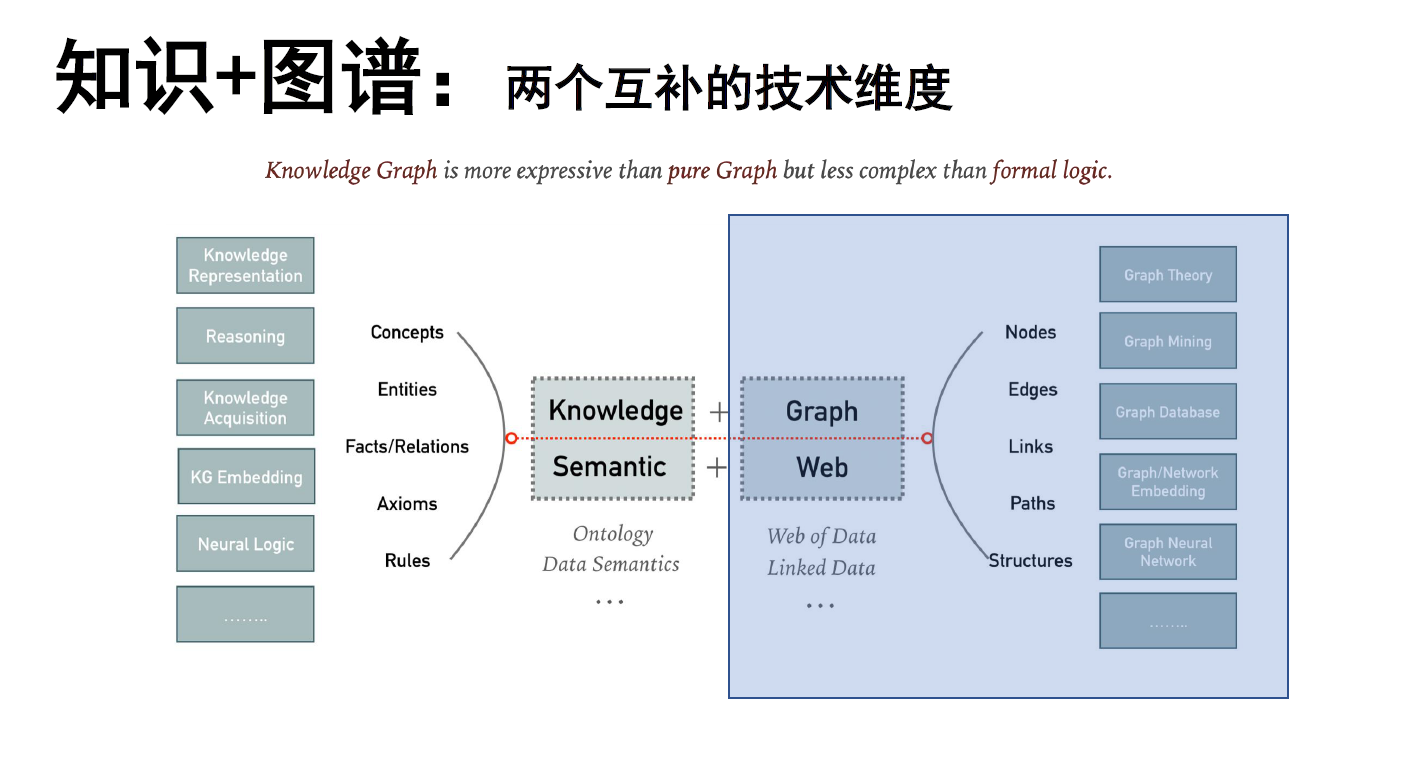 知识+图谱：两个互补的技术维度
Knowledge Graph is more expressive than pure Graph but less complex than formal logic.
Knowledge
Representation
Reasoning
Knowledge
Acquisition
KG Embedding
Neural Logic
........
Concepts
Entities
Facts/Relations
Axioms
Rules
Knowledge + Graph
Semantic + Web
Ontology
Data Semantics
...
Web of Data
Linked Data
...
Nodes
Edges
Links
Paths
Structures
Graph Theory
Graph Mining
Graph Database
Graph/Network
Embedding
Graph Neural
Network
........